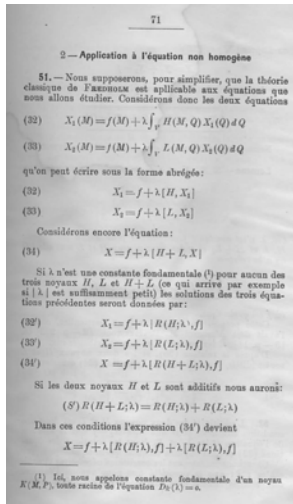 71
2 — Application à l'équation non homogène
51. — Nous supposerons, pour simplifier, que la théorie
classique de FREDHOLM est apllicable aux équations que
nous allons étudier. Considérons donc les deux équations
(32) X₁(M)=f(M)+λ∫ᵥ H(M,Q)X₁(Q)dQ
(33) X₂(M)=f(M)+λ∫ᵥ L(M,Q)X₂(Q)dQ
qu'on peut écrire sous la forme abrégée:
(32) X₁=f+λ[H,X₁]
(33) X₂=f+λ[L,X₂]
Considérons encore l'équation:
(34) X=f+λ[H+L,X]
Si λ n'est une constante fondamentale (¹) pour aucun des
trois noyaux H, L et H+L (ce qui arrive par exemple
si |λ| est suffisamment petit) les solutions des trois équa-
tions précédentes seront données par:
(32') X₁=f+λ[R(H;λ),f]
(33') X₂=f+λ[R(L;λ),f]
(34') X=f+λ[R(H+L;λ),f]
Si les deux noyaux H et L sont additifs nous aurons:
(S') R(H+L;λ)=R(H;λ)+R(L;λ)
Dans ces conditions l'expression (34') devient
X=f+λ[R(H;λ),f]+λ[R(L;λ),f]
(1) Ici, nous appelons constante fondamentale d'un noyau
K(M,P), toute racine de l'équation